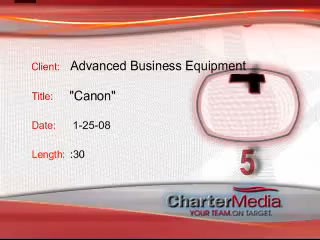 Client: Advanced Business Equipment
Title: "Canon"
Date: 1-25-08
Length: :30
5
CharterMedia
YOUR TEAM. ON TARGET.